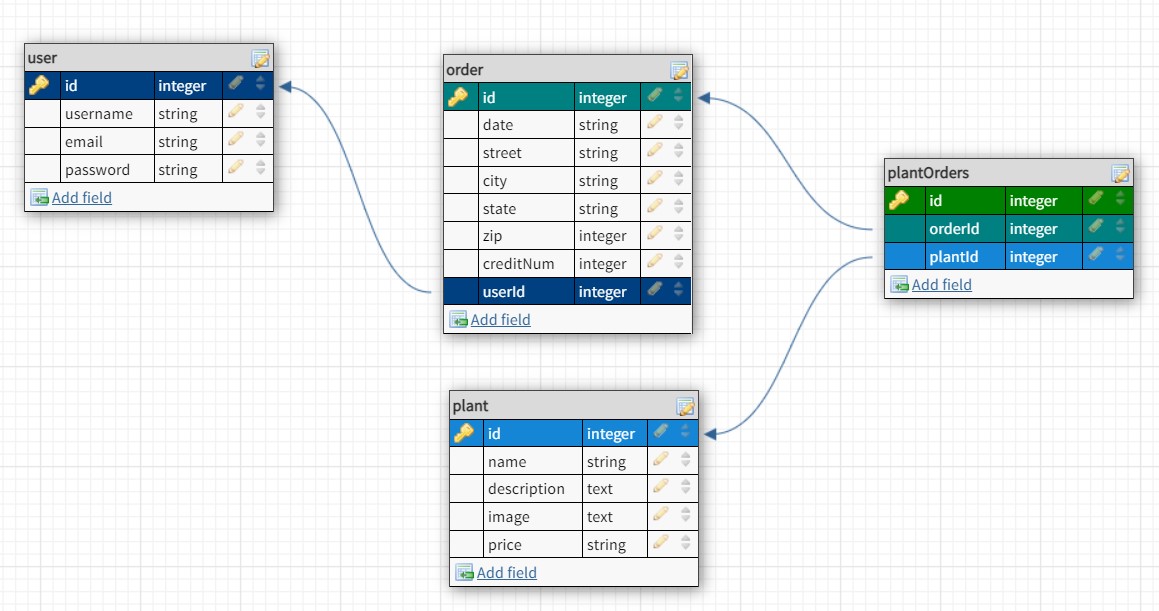 user
id integer
username string
email string
password string
Add field
order
id integer
date string
street string
city string
state string
zip integer
creditNum integer
userId integer
Add field
plantOrders
id integer
orderId integer
plantId integer
Add field
plant
id integer
name string
description text
image text
price string
Add field